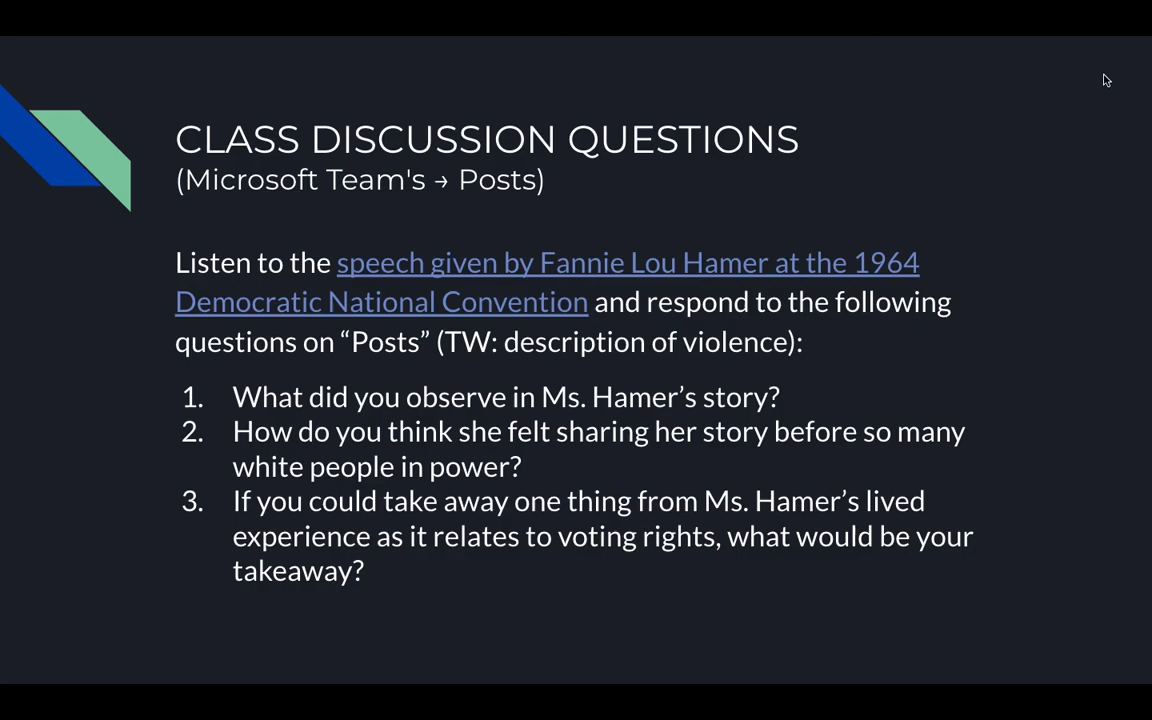 CLASS DISCUSSION QUESTIONS
(Microsoft Team's → Posts)
Listen to the speech given by Fannie Lou Hamer at the 1964
Democratic National Convention and respond to the following
questions on “Posts” (TW: description of violence):
1. What did you observe in Ms. Hamer’s story?
2. How do you think she felt sharing her story before so many
white people in power?
3. If you could take away one thing from Ms. Hamer’s lived
experience as it relates to voting rights, what would be your
takeaway?